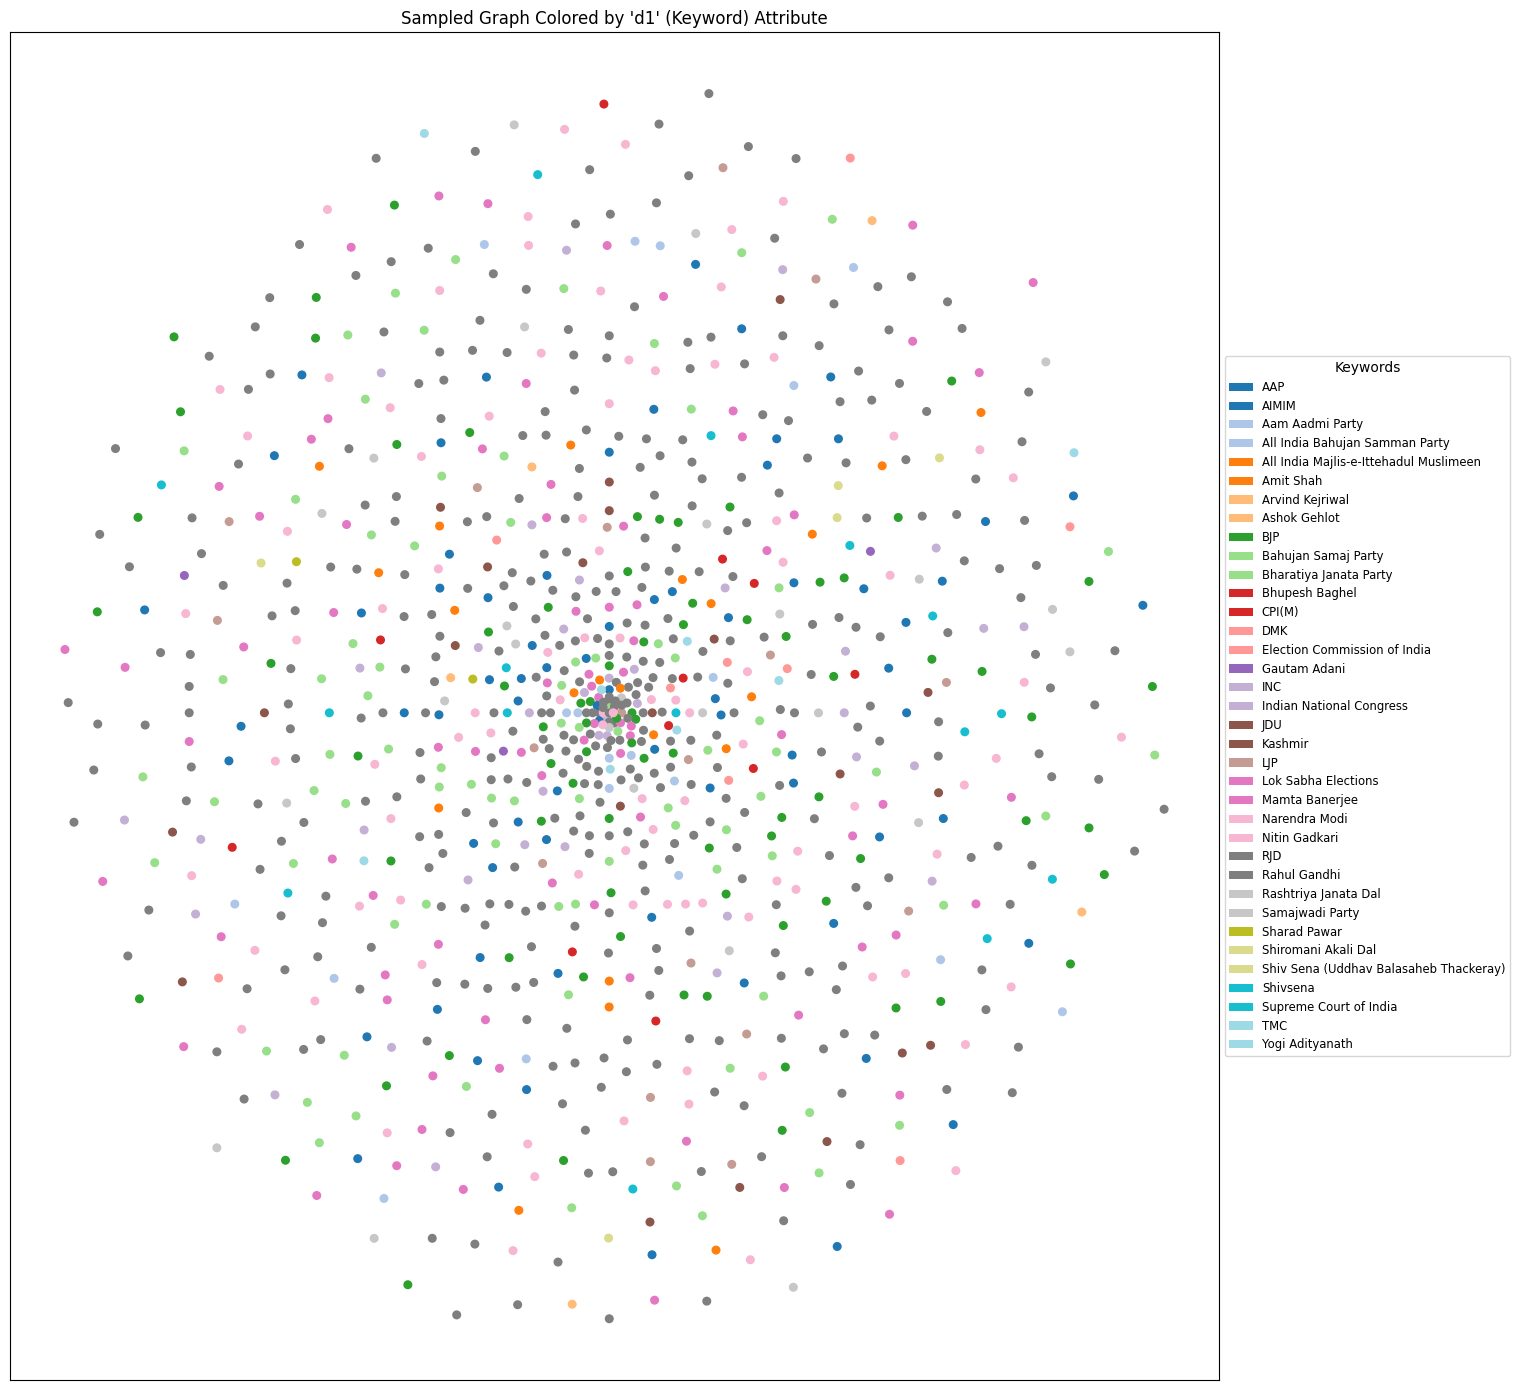 Sampled Graph Colored by 'd1' (Keyword) Attribute
Keywords
AAP
AIMIM
Aam Aadmi Party
All India Bahujan Samman Party
All India Majlis-e-Ittehadul Muslimeen
Amit Shah
Arvind Kejriwal
Ashok Gehlot
BJP
Bahujan Samaj Party
Bharatiya Janata Party
Bhupesh Baghel
CPI(M)
DMK
Election Commission of India
Gautam Adani
INC
Indian National Congress
JDU
Kashmir
LJP
Lok Sabha Elections
Mamta Banerjee
Narendra Modi
Nitin Gadkari
RJD
Rahul Gandhi
Rashtriya Janata Dal
Samajwadi Party
Sharad Pawar
Shiromani Akali Dal
Shiv Sena (Uddhav Balasaheb Thackeray)
Shivsena
Supreme Court of India
TMC
Yogi Adityanath